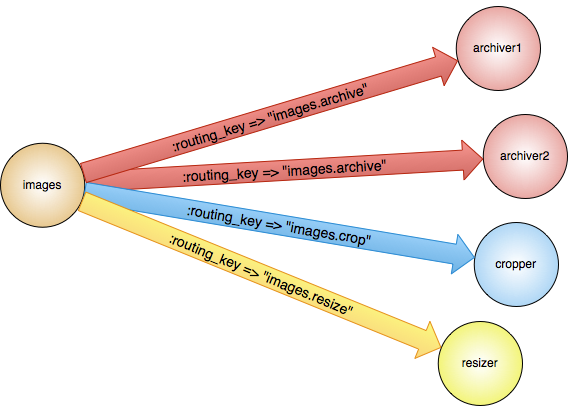 archiver1
:routing_key => "images.archive"
archiver2
:routing_key => "images.archive"
images
:routing_key => "images.crop"
cropper
:routing_key => "images.resize"
resizer